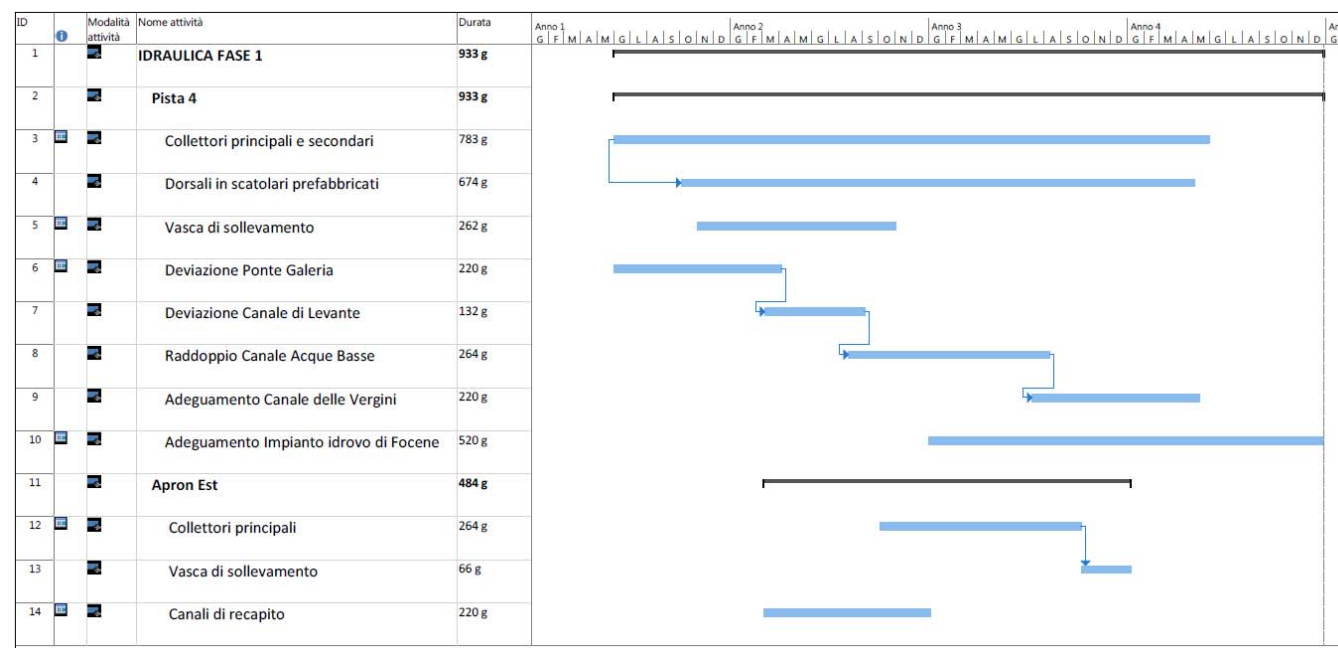 ID Modalità attività Nome attività Durata
Anno 1 Anno 2 Anno 3 Anno 4 An
G F M A M G L A S O N D G F M A M G L A S O N D G F M A M G L A S O N D G F M A M G L A S O N D G
1 IDRAULICA FASE 1 933 g
2 Pista 4 933 g
3 Collettori principali e secondari 783 g
4 Dorsali in scatolari prefabbricati 674 g
5 Vasca di sollevamento 262 g
6 Deviazione Ponte Galeria 220 g
7 Deviazione Canale di Levante 132 g
8 Raddoppio Canale Acque Basse 264 g
9 Adeguamento Canale delle Vergini 220 g
10 Adeguamento Impianto idrovo di Focene 520 g
11 Apron Est 484 g
12 Collettori principali 264 g
13 Vasca di sollevamento 66 g
14 Canali di recapito 220 g